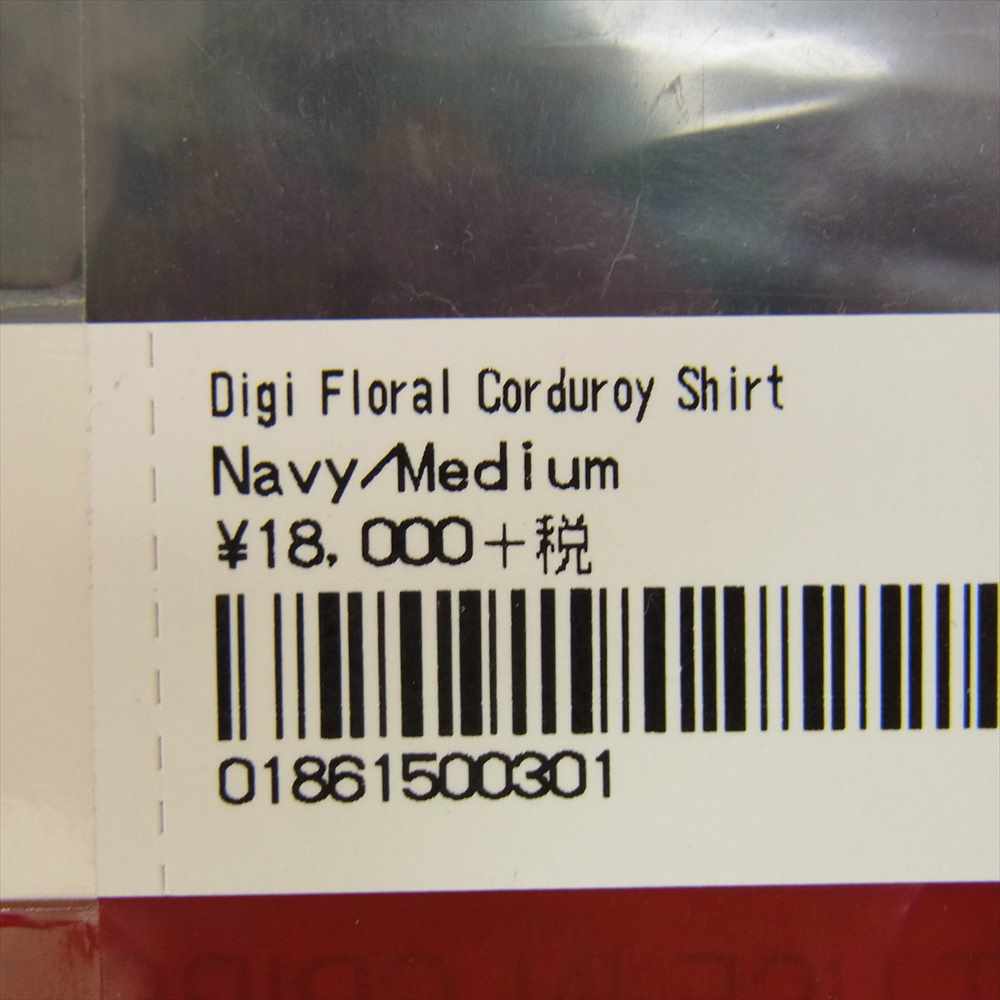 Digi Floral Corduroy Shirt
Navy/Medium
¥18,000+税
01861500301